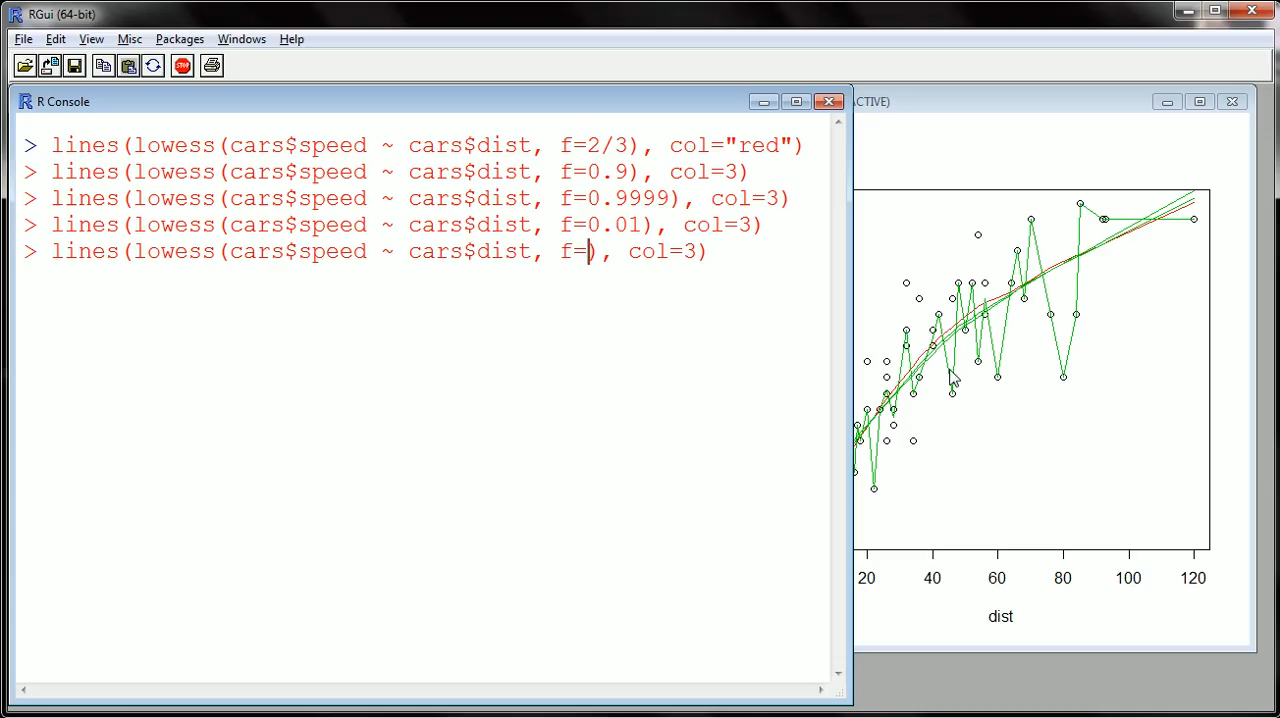 RGui (64-bit)
File Edit View Misc Packages Windows Help
STOP
R Console
CTIVE)
> lines(lowess(cars$speed ~ cars$dist, f=2/3), col="red")
> lines(lowess(cars$speed ~ cars$dist, f=0.9), col=3)
> lines(lowess(cars$speed ~ cars$dist, f=0.9999), col=3)
> lines(lowess(cars$speed ~ cars$dist, f=0.01), col=3)
> lines(lowess(cars$speed ~ cars$dist, f=), col=3)
20 40 60 80 100 120
dist